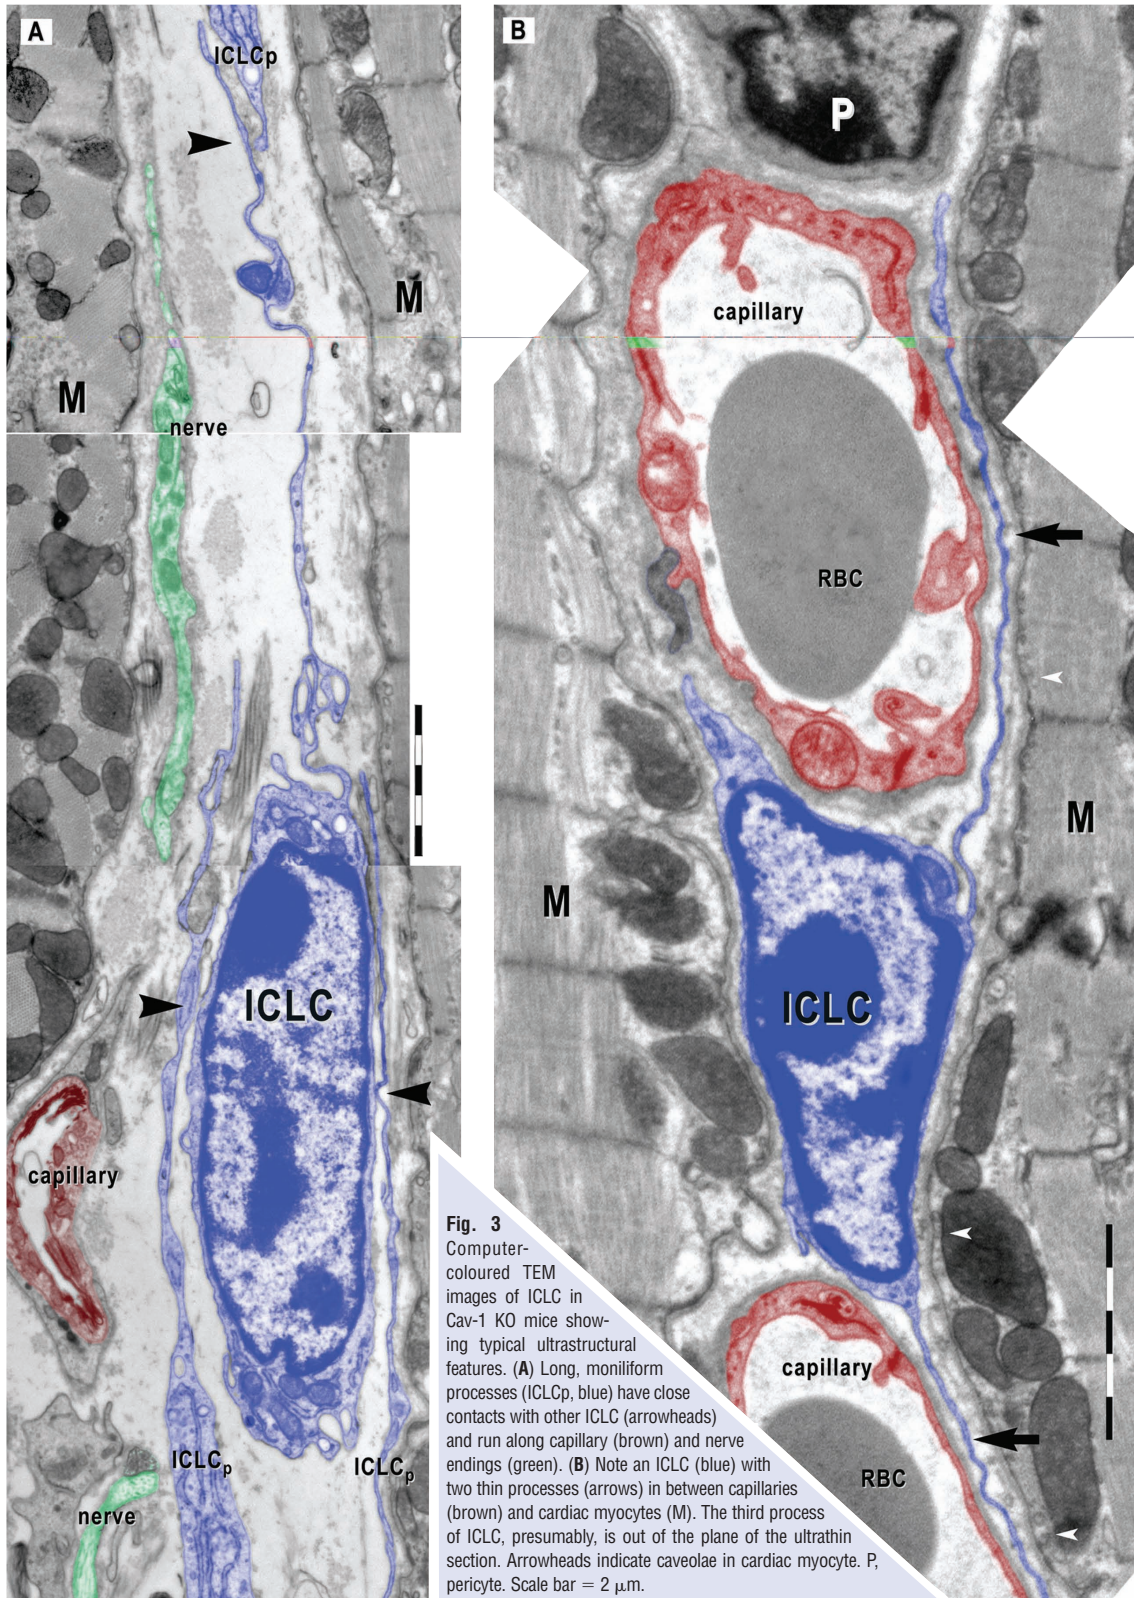 A
ICLCp
M
M
nerve
ICLC
capillary
ICLCp
ICLCp
nerve
B
P
capillary
RBC
M
M
ICLC
capillary
RBC
Fig. 3
Computer-
coloured TEM
images of ICLC in
Cav-1 KO mice show-
ing typical ultrastructural
features. (A) Long, moniliform
processes (ICLCp, blue) have close
contacts with other ICLC (arrowheads)
and run along capillary (brown) and nerve
endings (green). (B) Note an ICLC (blue) with
two thin processes (arrows) in between capillaries
(brown) and cardiac myocytes (M). The third process
of ICLC, presumably, is out of the plane of the ultrathin
section. Arrowheads indicate caveolae in cardiac myocyte. P,
pericyte. Scale bar = 2 μm.